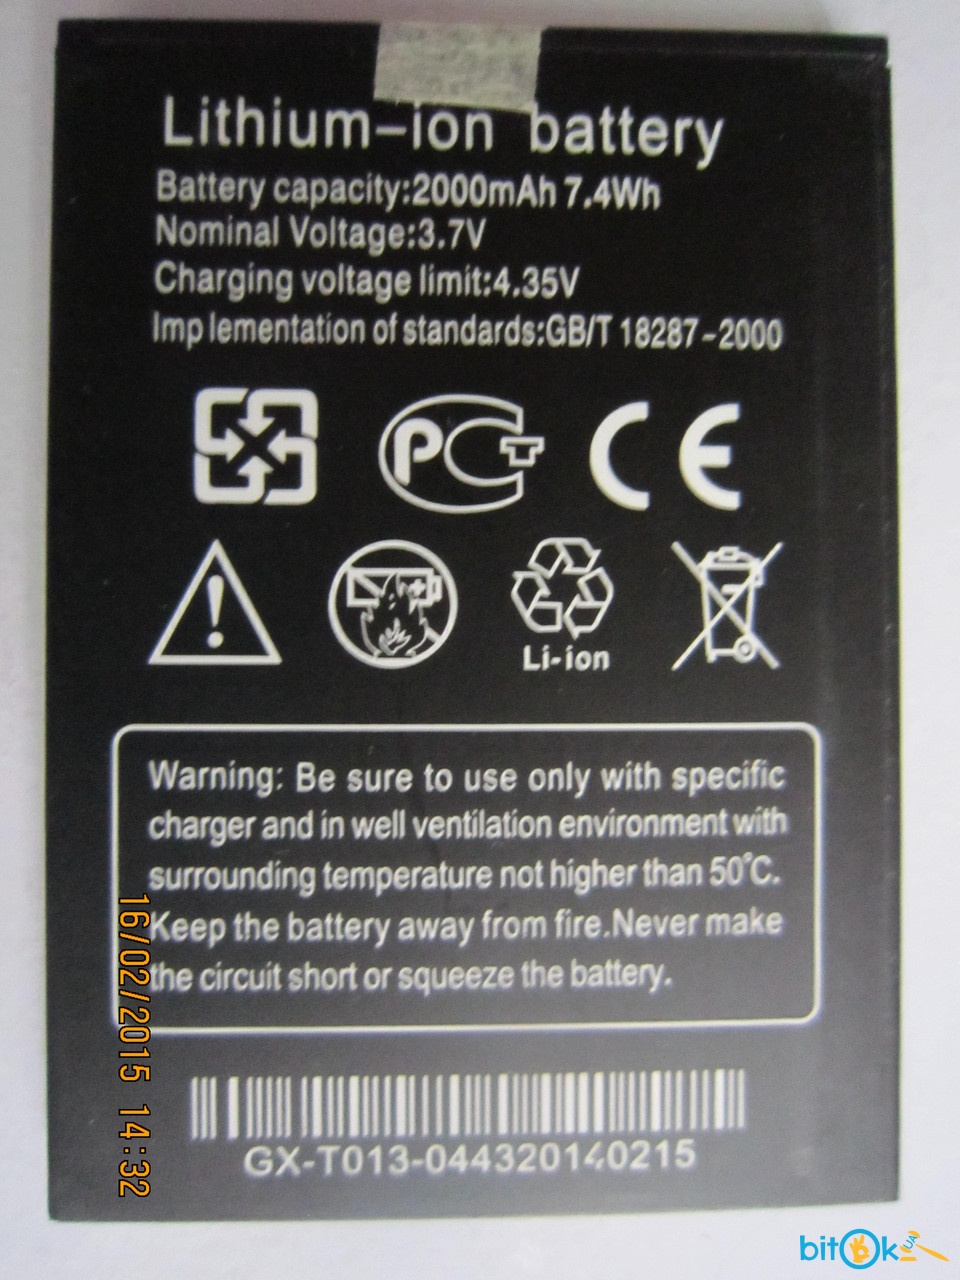 Lithium-ion battery
Battery capacity:2000mAh 7.4Wh
Nominal Voltage:3.7V
Charging voltage limit:4.35V
Implementation of standards:GB/T 18287-2000
PCT
CE
Li-ion
Warning: Be sure to use only with specific
charger and in well ventilation environment with
surrounding temperature not higher than 50°C.
Keep the battery away from fire.Never make
the circuit short or squeeze the battery.
GX-T013-044320140215
16/02/2015 14:32
bitOk UA